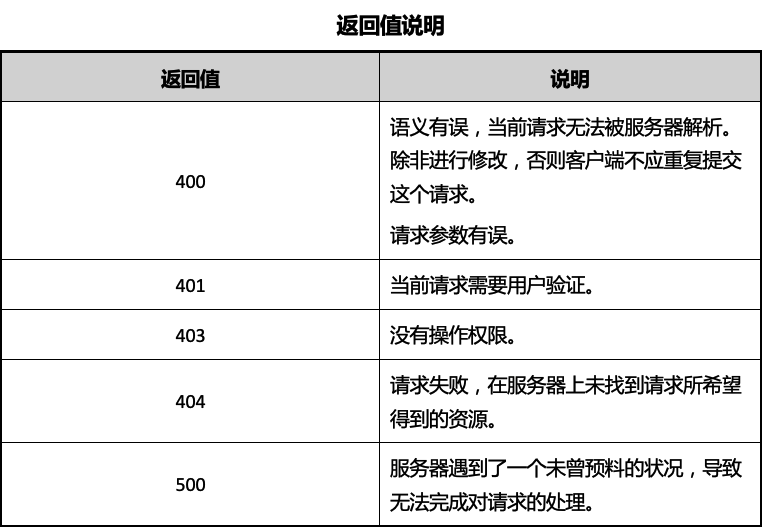 返回值说明
返回值
说明
400
语义有误，当前请求无法被服务器解析。
除非进行修改，否则客户端不应重复提交
这个请求。
请求参数有误。
401
当前请求需要用户验证。
403
没有操作权限。
404
请求失败，在服务器上未找到请求所希望
得到的资源。
500
服务器遇到了一个未曾预料的状况，导致
无法完成对请求的处理。